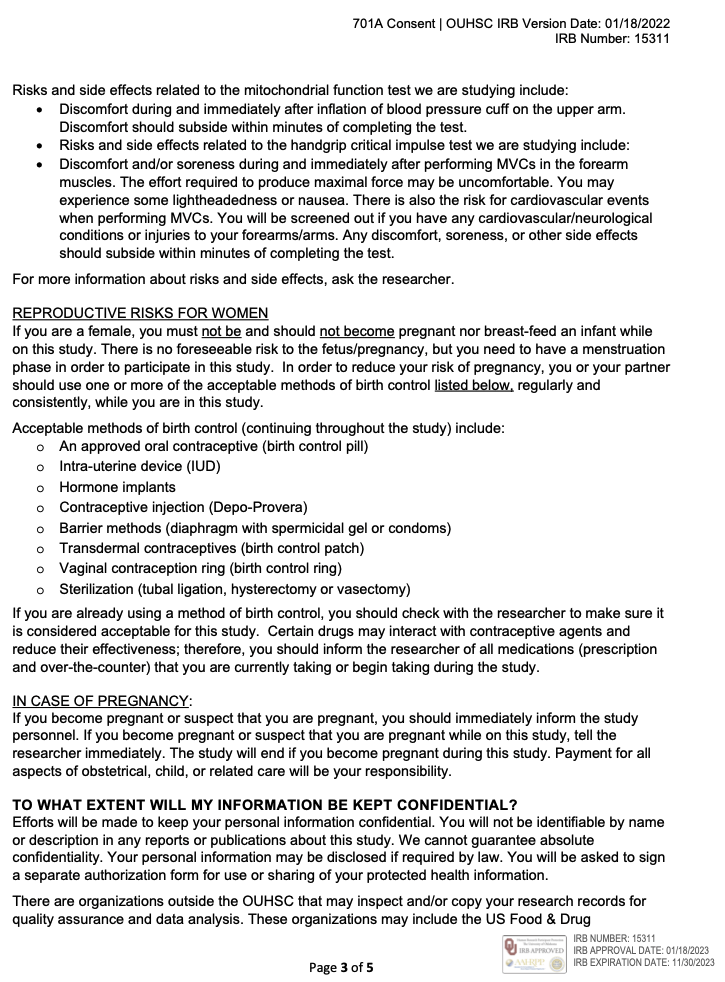 701A Consent | OUHSC IRB Version Date: 01/18/2022
IRB Number: 15311
Risks and side effects related to the mitochondrial function test we are studying include:
• Discomfort during and immediately after inflation of blood pressure cuff on the upper arm.
Discomfort should subside within minutes of completing the test.
• Risks and side effects related to the handgrip critical impulse test we are studying include:
• Discomfort and/or soreness during and immediately after performing MVCs in the forearm
muscles. The effort required to produce maximal force may be uncomfortable. You may
experience some lightheadedness or nausea. There is also the risk for cardiovascular events
when performing MVCs. You will be screened out if you have any cardiovascular/neurological
conditions or injuries to your forearms/arms. Any discomfort, soreness, or other side effects
should subside within minutes of completing the test.
For more information about risks and side effects, ask the researcher.
REPRODUCTIVE RISKS FOR WOMEN
If you are a female, you must not be and should not become pregnant nor breast-feed an infant while
on this study. There is no foreseeable risk to the fetus/pregnancy, but you need to have a menstruation
phase in order to participate in this study. In order to reduce your risk of pregnancy, you or your partner
should use one or more of the acceptable methods of birth control listed below, regularly and
consistently, while you are in this study.
Acceptable methods of birth control (continuing throughout the study) include:
o An approved oral contraceptive (birth control pill)
o Intra-uterine device (IUD)
o Hormone implants
o Contraceptive injection (Depo-Provera)
o Barrier methods (diaphragm with spermicidal gel or condoms)
o Transdermal contraceptives (birth control patch)
o Vaginal contraception ring (birth control ring)
o Sterilization (tubal ligation, hysterectomy or vasectomy)
If you are already using a method of birth control, you should check with the researcher to make sure it
is considered acceptable for this study. Certain drugs may interact with contraceptive agents and
reduce their effectiveness; therefore, you should inform the researcher of all medications (prescription
and over-the-counter) that you are currently taking or begin taking during the study.
IN CASE OF PREGNANCY:
If you become pregnant or suspect that you are pregnant, you should immediately inform the study
personnel. If you become pregnant or suspect that you are pregnant while on this study, tell the
researcher immediately. The study will end if you become pregnant during this study. Payment for all
aspects of obstetrical, child, or related care will be your responsibility.
TO WHAT EXTENT WILL MY INFORMATION BE KEPT CONFIDENTIAL?
Efforts will be made to keep your personal information confidential. You will not be identifiable by name
or description in any reports or publications about this study. We cannot guarantee absolute
confidentiality. Your personal information may be disclosed if required by law. You will be asked to sign
a separate authorization form for use or sharing of your protected health information.
There are organizations outside the OUHSC that may inspect and/or copy your research records for
quality assurance and data analysis. These organizations may include the US Food & Drug
IRB APPROVED
AAHRPP
IRB NUMBER: 15311
IRB APPROVAL DATE: 01/18/2023
IRB EXPIRATION DATE: 11/30/2023
Page 3 of 5